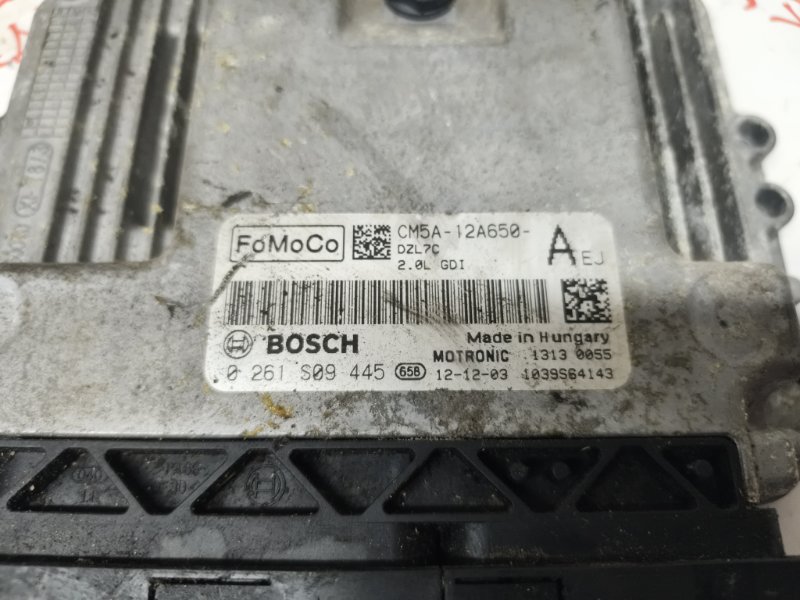 FoMoCo
CM5A-12A650-
DZL7C
2.0L GDI
A EJ
BOSCH
Made in Hungary
MOTRONIC 1313 0055
0 261 S09 445 658 12-12-03 1039S64143